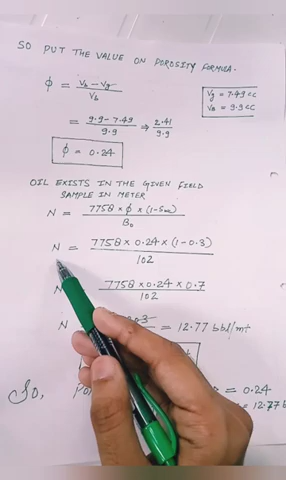 SO PUT THE VALUE ON POROSITY FORMULA.
ϕ = Vb - Vg / Vb
Vg = 7.49 CC
VB = 9.9 CC
= 9.9 - 7.49 / 9.9 ⇒ 2.41 / 9.9
ϕ = 0.24
OIL EXISTS IN THE GIVEN FIELD
SAMPLE IN METER
N = 7758 × ϕ × (1-Swc) / Bo
N = 7758 × 0.24 × (1-0.3) / 102
N 7758 × 0.24 × 0.7 / 102
N = 12.77 bbl/mt
So, = 0.24
= 12.77 b